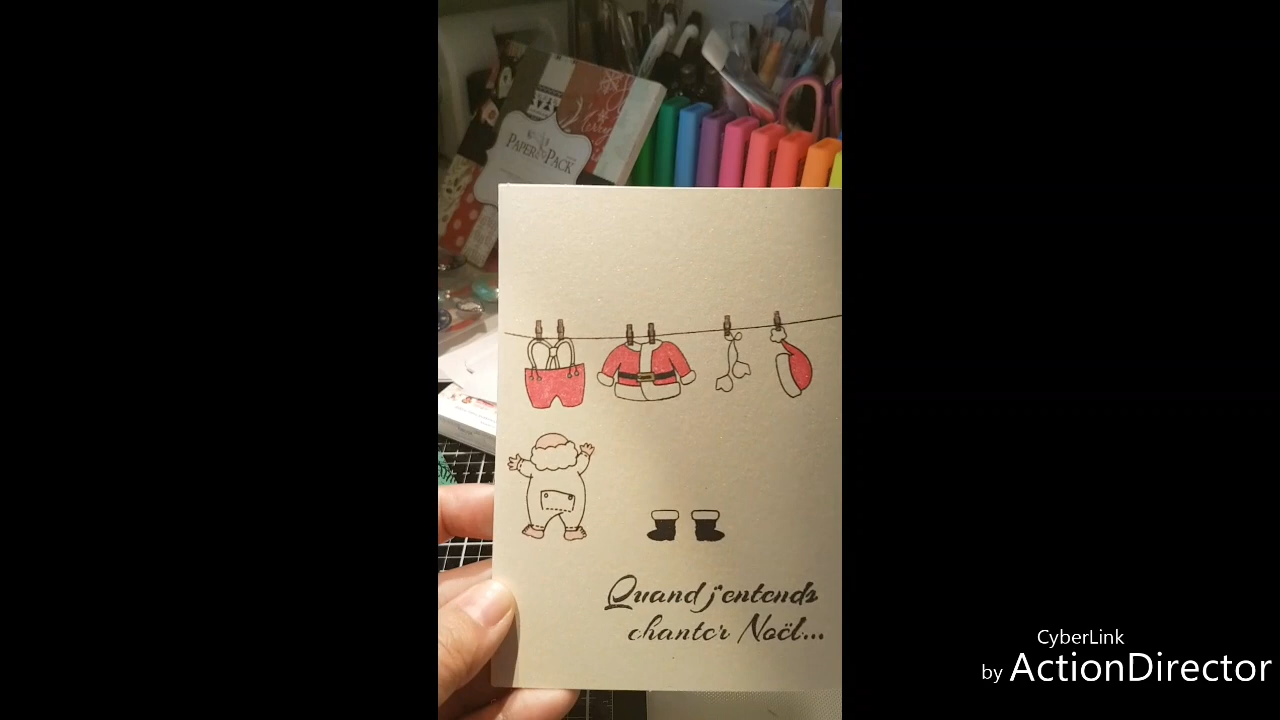 PAPER PACK
Quand j'entends
chanter Noël...
CyberLink
by ActionDirector